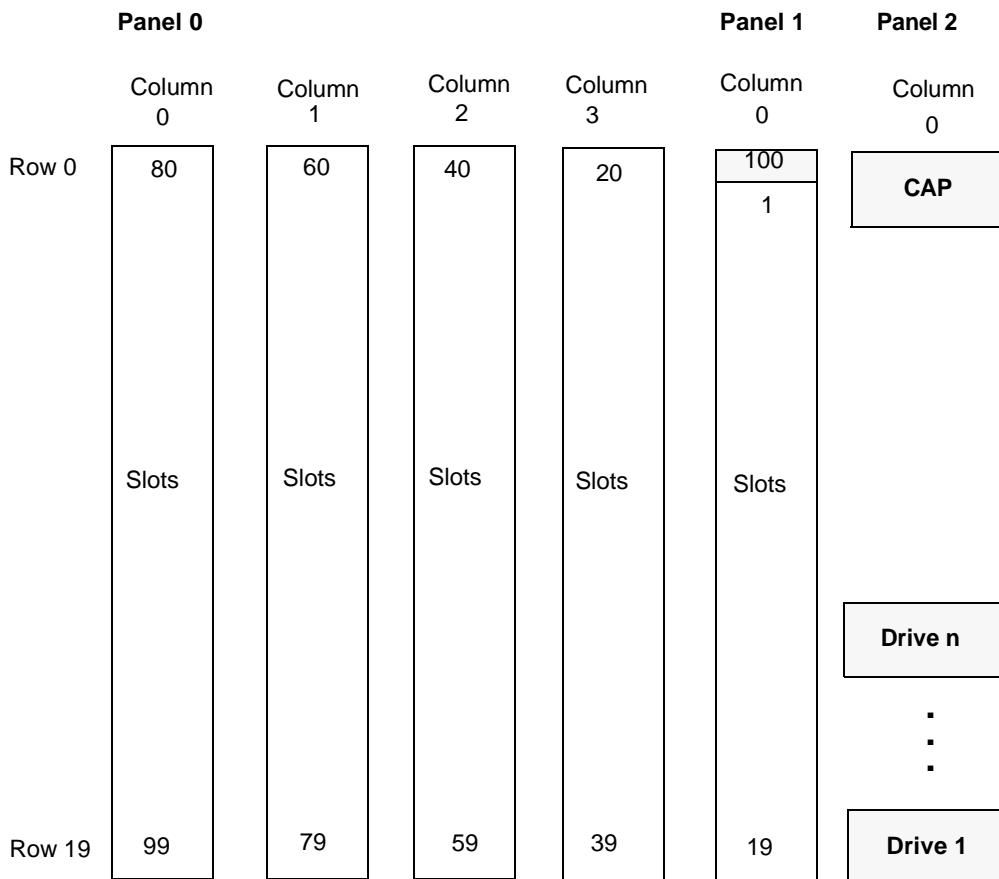 Panel 0 Panel 1 Panel 2
Column 0 Column 1 Column 2 Column 3 Column 0 Column 0
Row 0 80 60 40 20 100 CAP
1
Slots Slots Slots Slots Slots
Drive n
.
.
.
Row 19 99 79 59 39 19 Drive 1